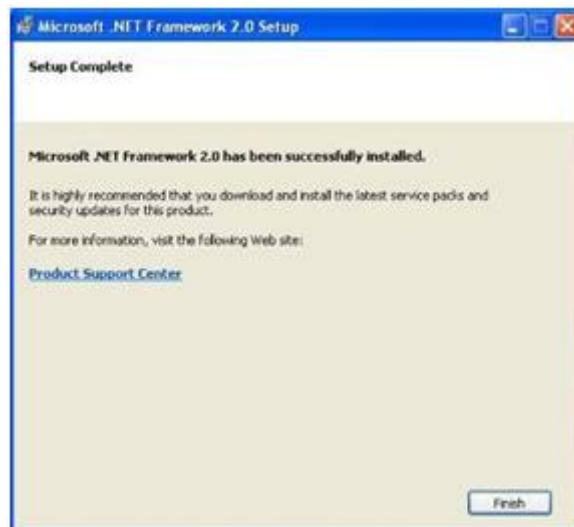 Microsoft .NET Framework 2.0 Setup
Setup Complete
Microsoft .NET Framework 2.0 has been successfully installed.
It is highly recommended that you download and install the latest service packs and
security updates for this product.
For more information, visit the following Web site:
Product Support Center
Finish